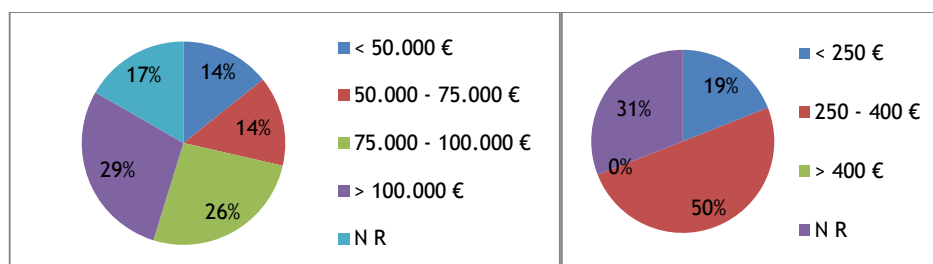 17%
14%
14%
29%
26%
< 50.000 €
50.000 - 75.000 €
75.000 - 100.000 €
> 100.000 €
N R
31%
19%
0%
50%
< 250 €
250 - 400 €
> 400 €
N R